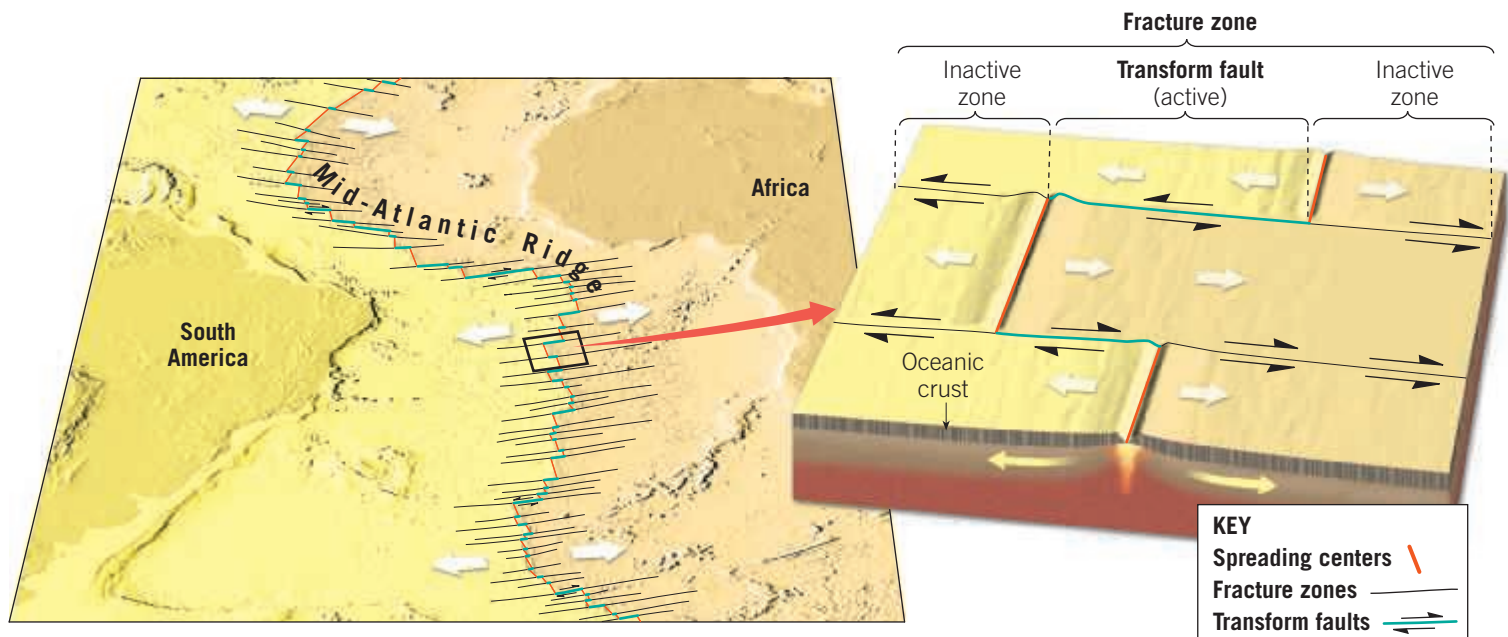 Fracture zone
Inactive
zone
Transform fault
(active)
Inactive
zone
Mid-Atlantic Ridge
Africa
South
America
Oceanic
crust
KEY
Spreading centers
Fracture zones
Transform faults